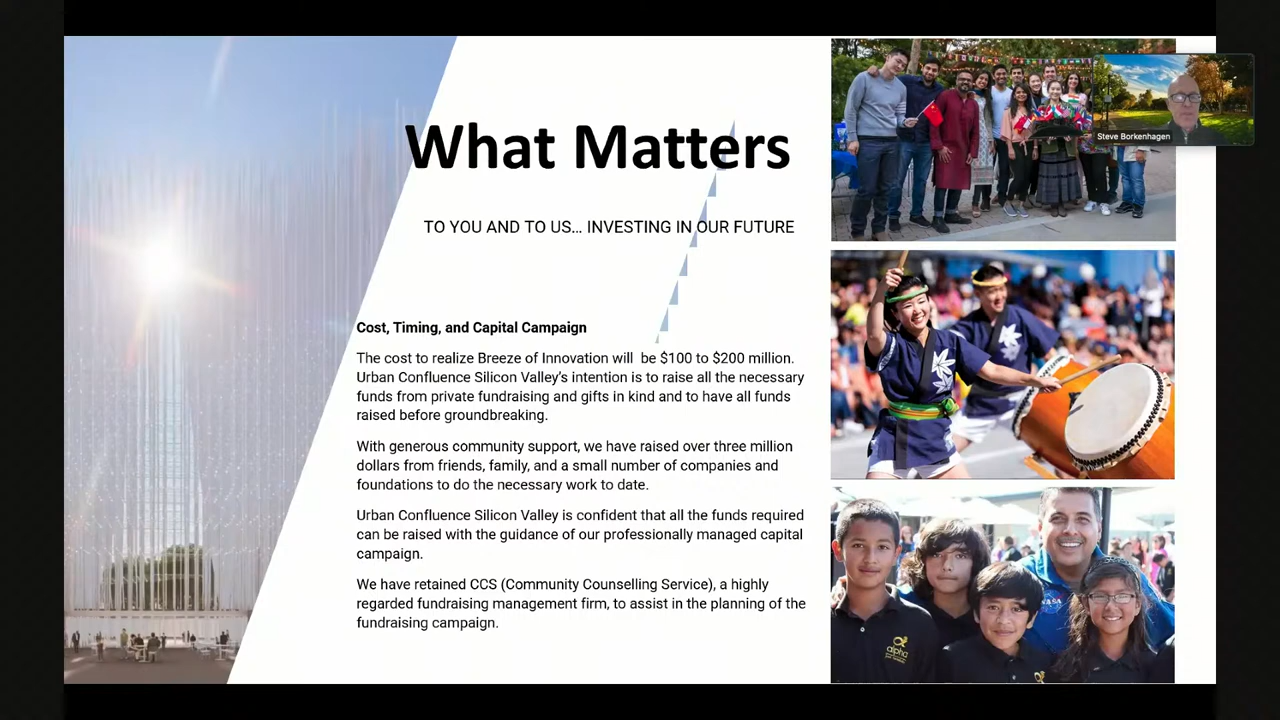 What Matters
TO YOU AND TO US... INVESTING IN OUR FUTURE
Cost, Timing, and Capital Campaign
The cost to realize Breeze of Innovation will  be $100 to $200 million.
Urban Confluence Silicon Valley's intention is to raise all the necessary
funds from private fundraising and gifts in kind and to have all funds
raised before groundbreaking.
With generous community support, we have raised over three million
dollars from friends, family, and a small number of companies and
foundations to do the necessary work to date.
Urban Confluence Silicon Valley is confident that all the funds required
can be raised with the guidance of our professionally managed capital
campaign.
We have retained CCS (Community Counselling Service), a highly
regarded fundraising management firm, to assist in the planning of the
fundraising campaign.
Steve Borkenhagen
NASA
alpha